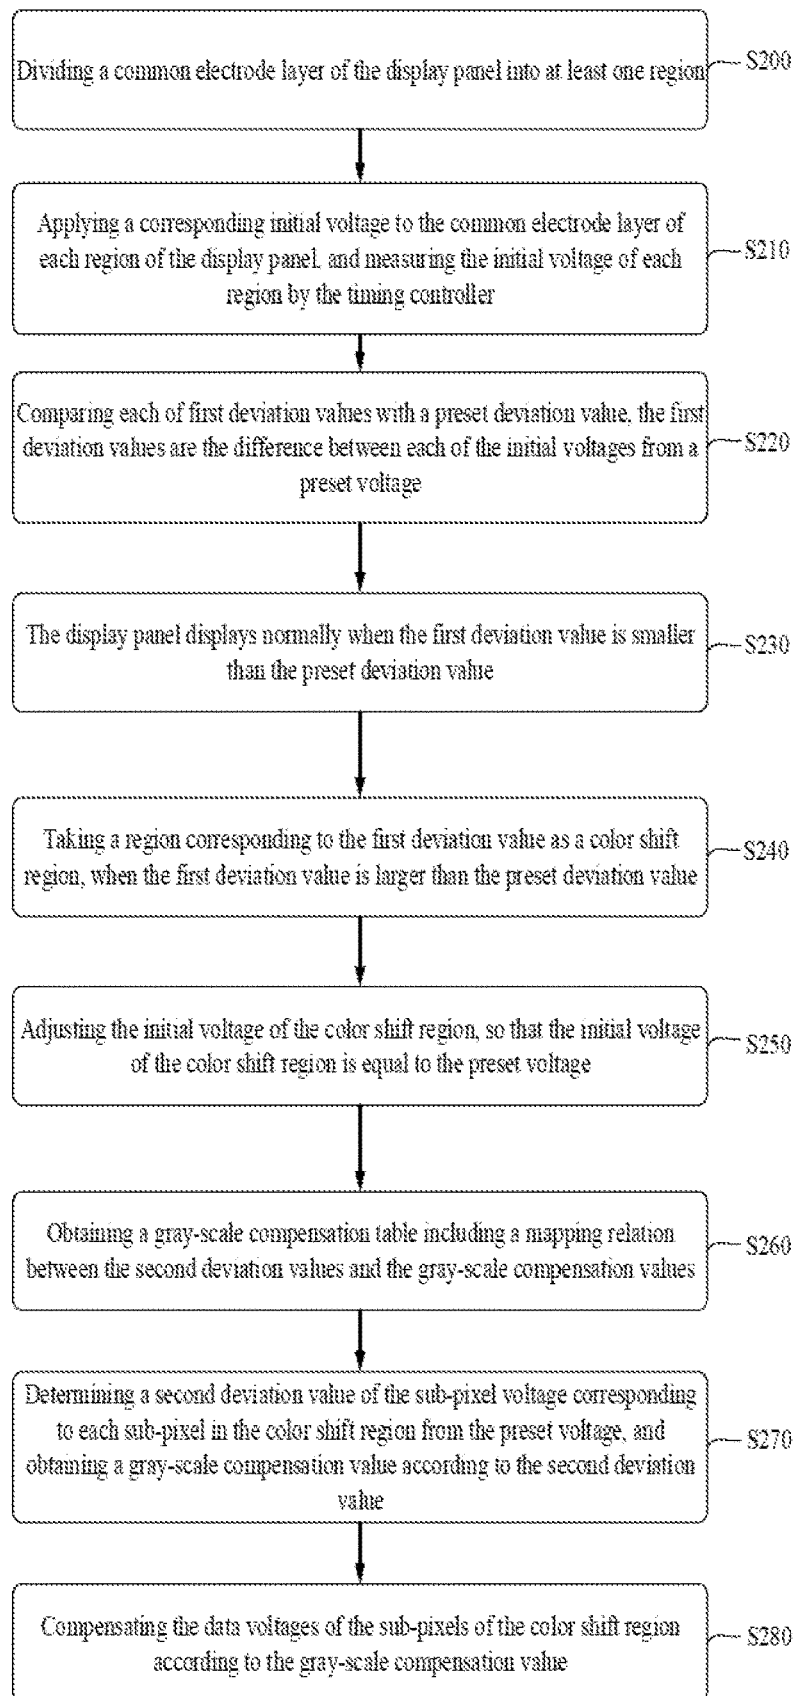 Dividing a common electrode layer of the display panel into at least one region
S200
Applying a corresponding initial voltage to the common electrode layer of
each region of the display panel, and measuring the initial voltage of each
region by the timing controller
S210
Comparing each of first deviation values with a preset deviation value, the first
deviation values are the difference between each of the initial voltages from a
preset voltage
S220
The display panel displays normally when the first deviation value is smaller
than the preset deviation value
S230
Taking a region corresponding to the first deviation value as a color shift
region, when the first deviation value is larger than the preset deviation value
S240
Adjusting the initial voltage of the color shift region, so that the initial voltage
of the color shift region is equal to the preset voltage
S250
Obtaining a gray-scale compensation table including a mapping relation
between the second deviation values and the gray-scale compensation values
S260
Determining a second deviation value of the sub-pixel voltage corresponding
to each sub-pixel in the color shift region from the preset voltage, and
obtaining a gray-scale compensation value according to the second deviation
value
S270
Compensating the data voltages of the sub-pixels of the color shift region
according to the gray-scale compensation value
S280